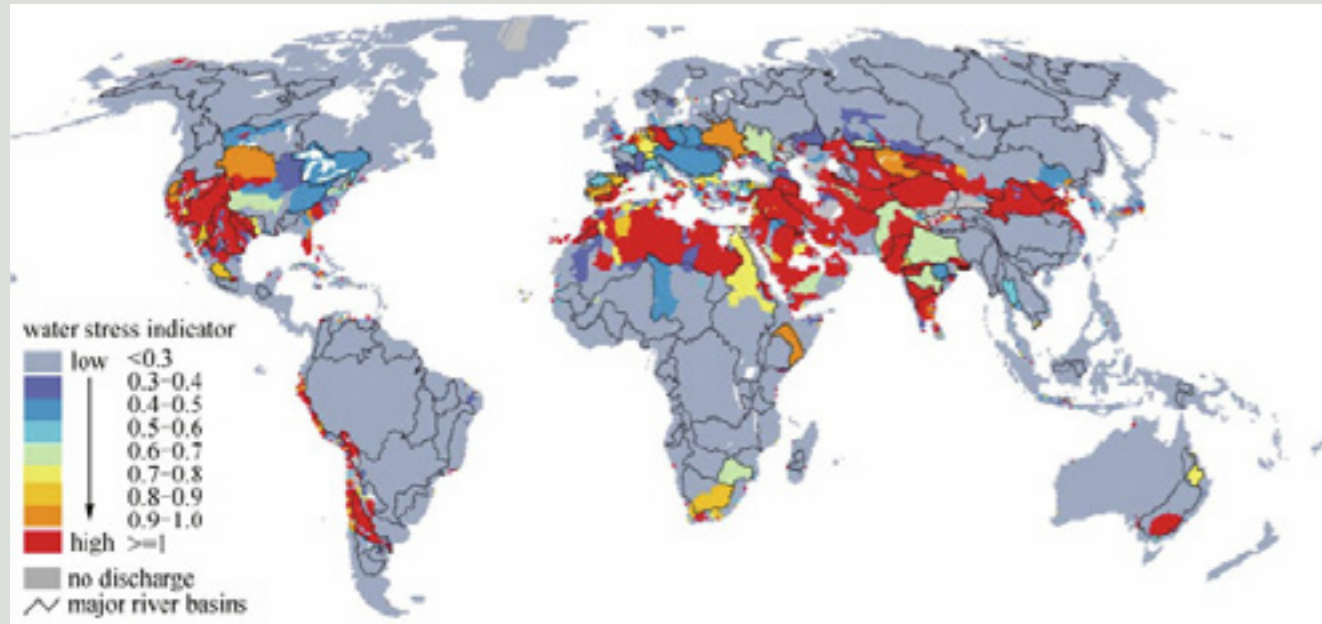 water stress indicator
low <0.3
0.3-0.4
0.4-0.5
0.5-0.6
0.6-0.7
0.7-0.8
0.8-0.9
0.9-1.0
high >=1
no discharge
major river basins